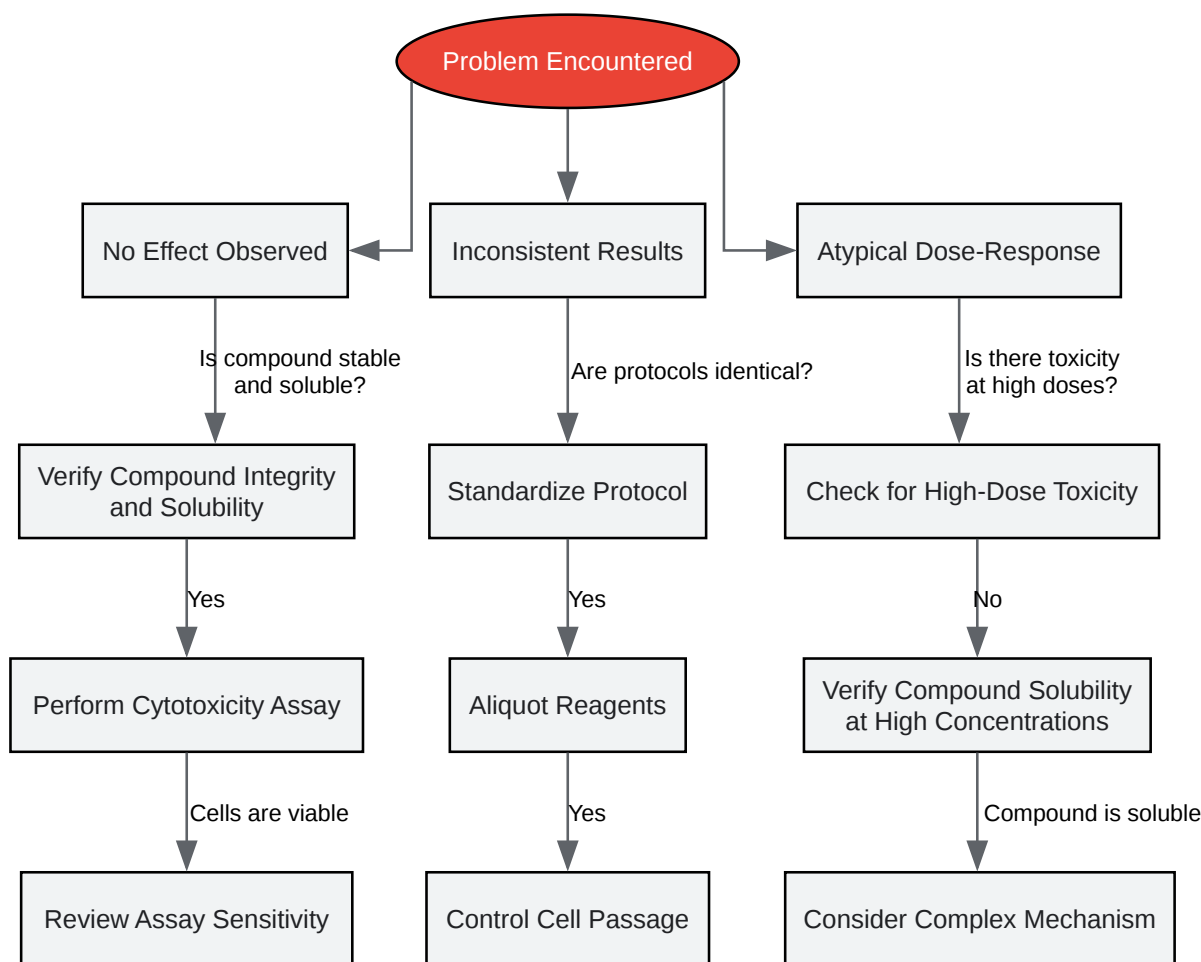 Problem Encountered
No Effect Observed
Inconsistent Results
Atypical Dose-Response
Is compound stable
and soluble?
Are protocols identical?
Is there toxicity
at high doses?
Verify Compound Integrity
and Solubility
Standardize Protocol
Check for High-Dose Toxicity
Yes
Yes
No
Perform Cytotoxicity Assay
Aliquot Reagents
Verify Compound Solubility
at High Concentrations
Cells are viable
Yes
Compound is soluble
Review Assay Sensitivity
Control Cell Passage
Consider Complex Mechanism